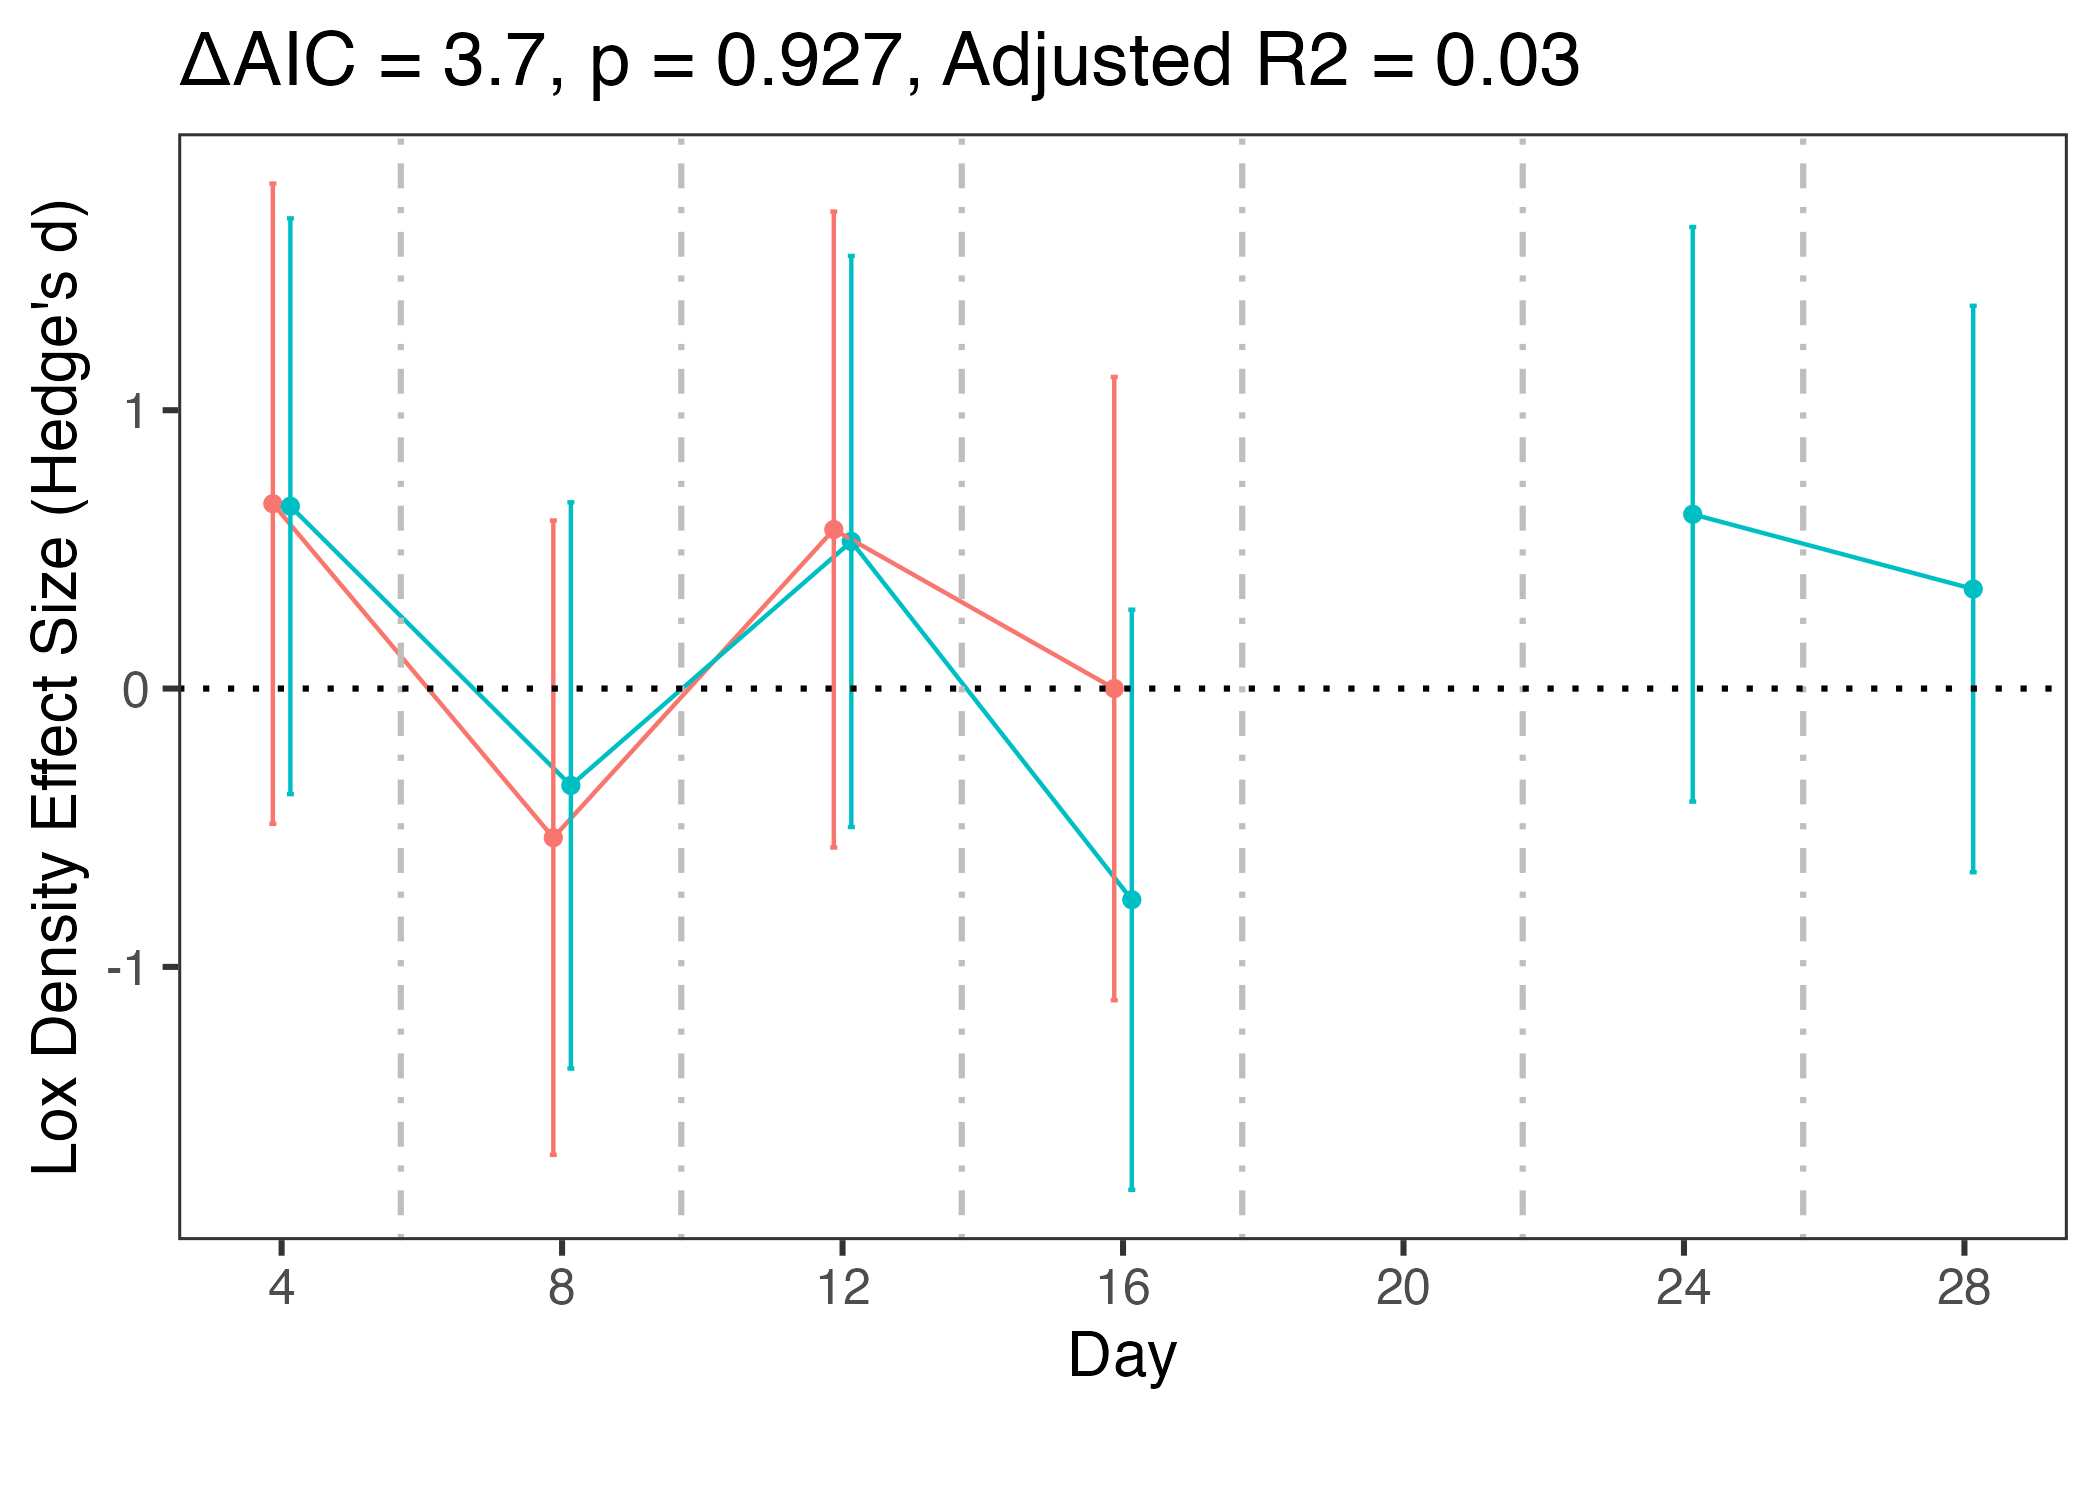 ΔAIC = 3.7, p = 0.927, Adjusted R2 = 0.03
Lox Density Effect Size (Hedge's d)
1
0
-1
4 8 12 16 20 24 28
Day